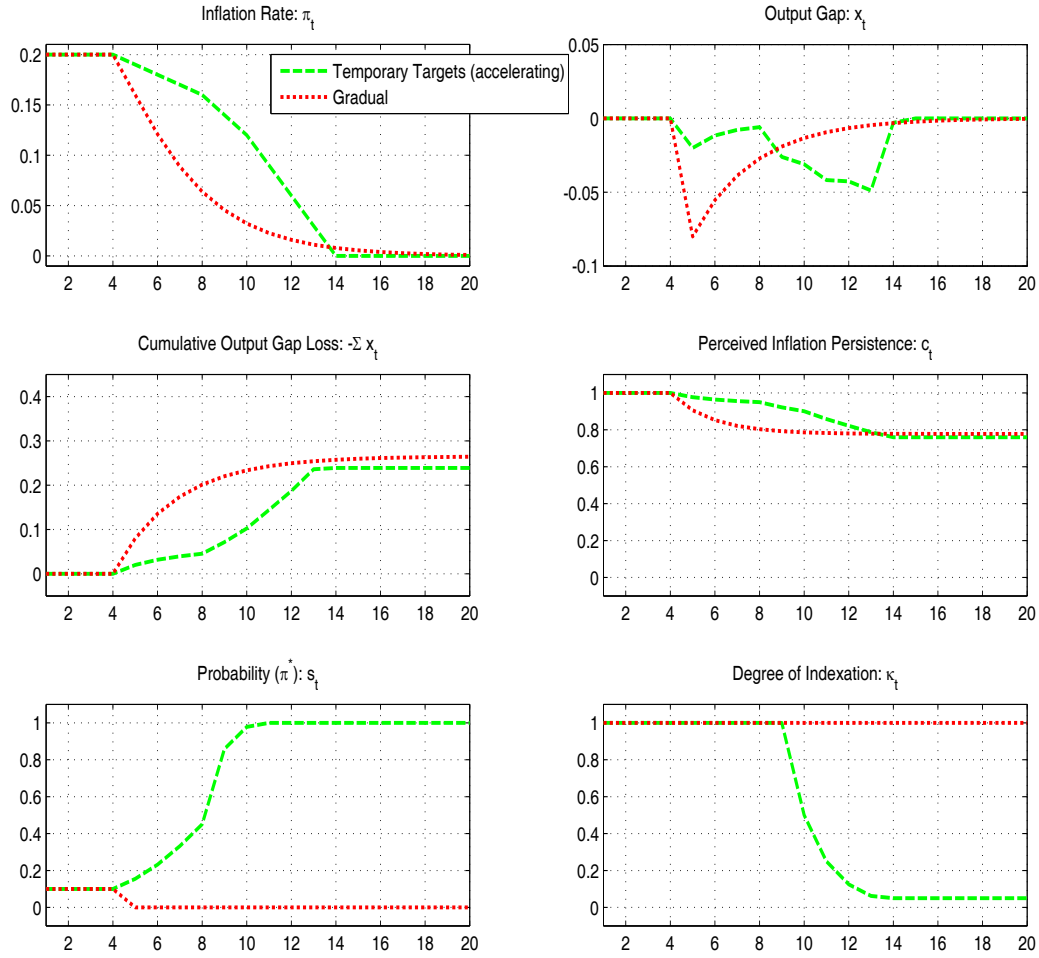 Inflation Rate: π_t
0.2
0.15
0.1
0.05
0
2 4 6 8 10 12 14 16 18 20
Temporary Targets (accelerating)
Gradual
Output Gap: x_t
0.05
0
-0.05
-0.1
2 4 6 8 10 12 14 16 18 20
Cumulative Output Gap Loss: -Σ x_t
0.4
0.3
0.2
0.1
0
2 4 6 8 10 12 14 16 18 20
Perceived Inflation Persistence: c_t
1
0.8
0.6
0.4
0.2
0
2 4 6 8 10 12 14 16 18 20
Probability (π*): s_t
1
0.8
0.6
0.4
0.2
0
2 4 6 8 10 12 14 16 18 20
Degree of Indexation: κ_t
1
0.8
0.6
0.4
0.2
0
2 4 6 8 10 12 14 16 18 20